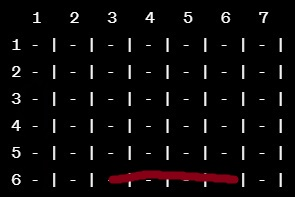 1 2 3 4 5 6 7
1 - | - | - | - | - | - | - |
2 - | - | - | - | - | - | - |
3 - | - | - | - | - | - | - |
4 - | - | - | - | - | - | - |
5 - | - | - | - | - | - | - |
6 - | - | - | - | - | - | - |